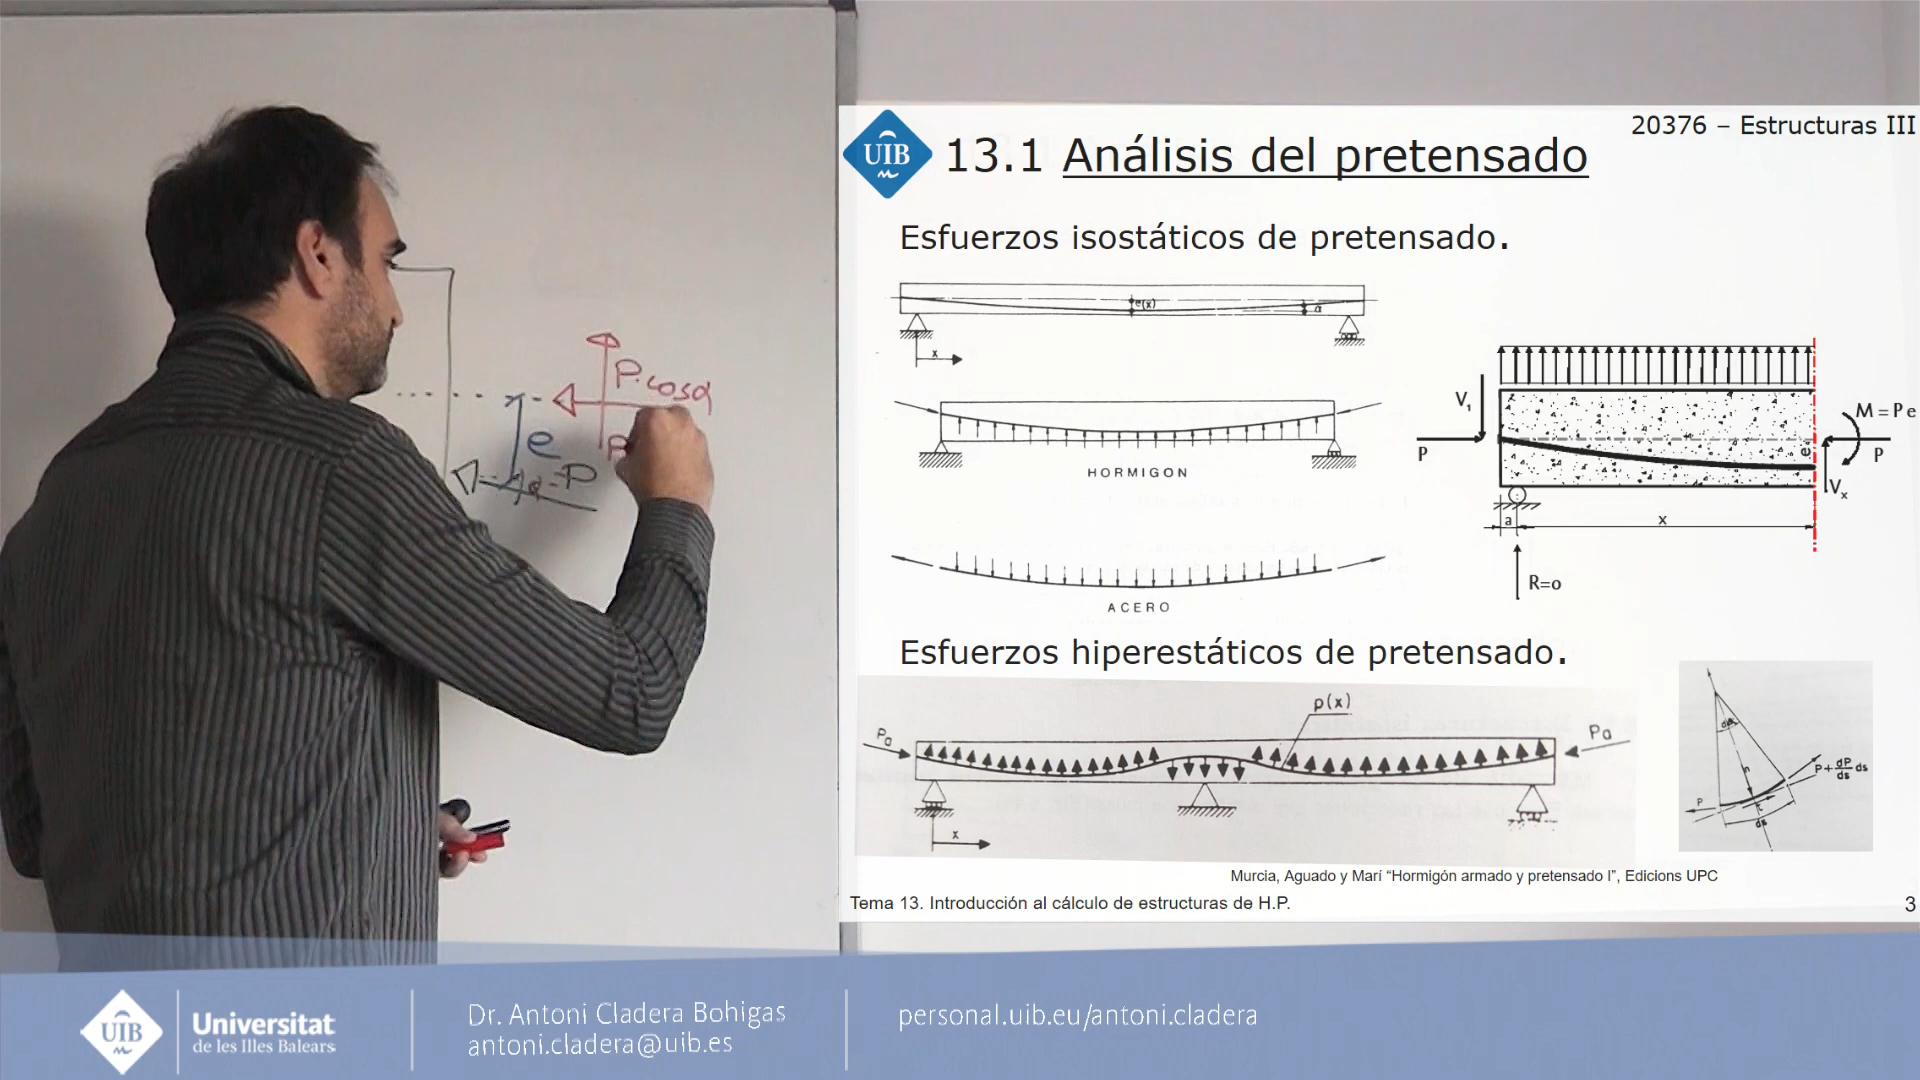 P.cosα
e
P
20376 – Estructuras III
UIB
13.1 Análisis del pretensado
Esfuerzos isostáticos de pretensado.
e(x)
α
x
HORMIGON
ACERO
V₁
P
M = P e
e
P
Vₓ
a
x
R=o
Esfuerzos hiperestáticos de pretensado.
p(x)
Pa
Pa
x
P
ds
P+dP/ds ds
Murcia, Aguado y Marí “Hormigón armado y pretensado I”, Edicions UPC
Tema 13. Introducción al cálculo de estructuras de H.P.
3
UIB
Universitat
de les Illes Balears
Dr. Antoni Cladera Bohigas
antoni.cladera@uib.es
personal.uib.eu/antoni.cladera